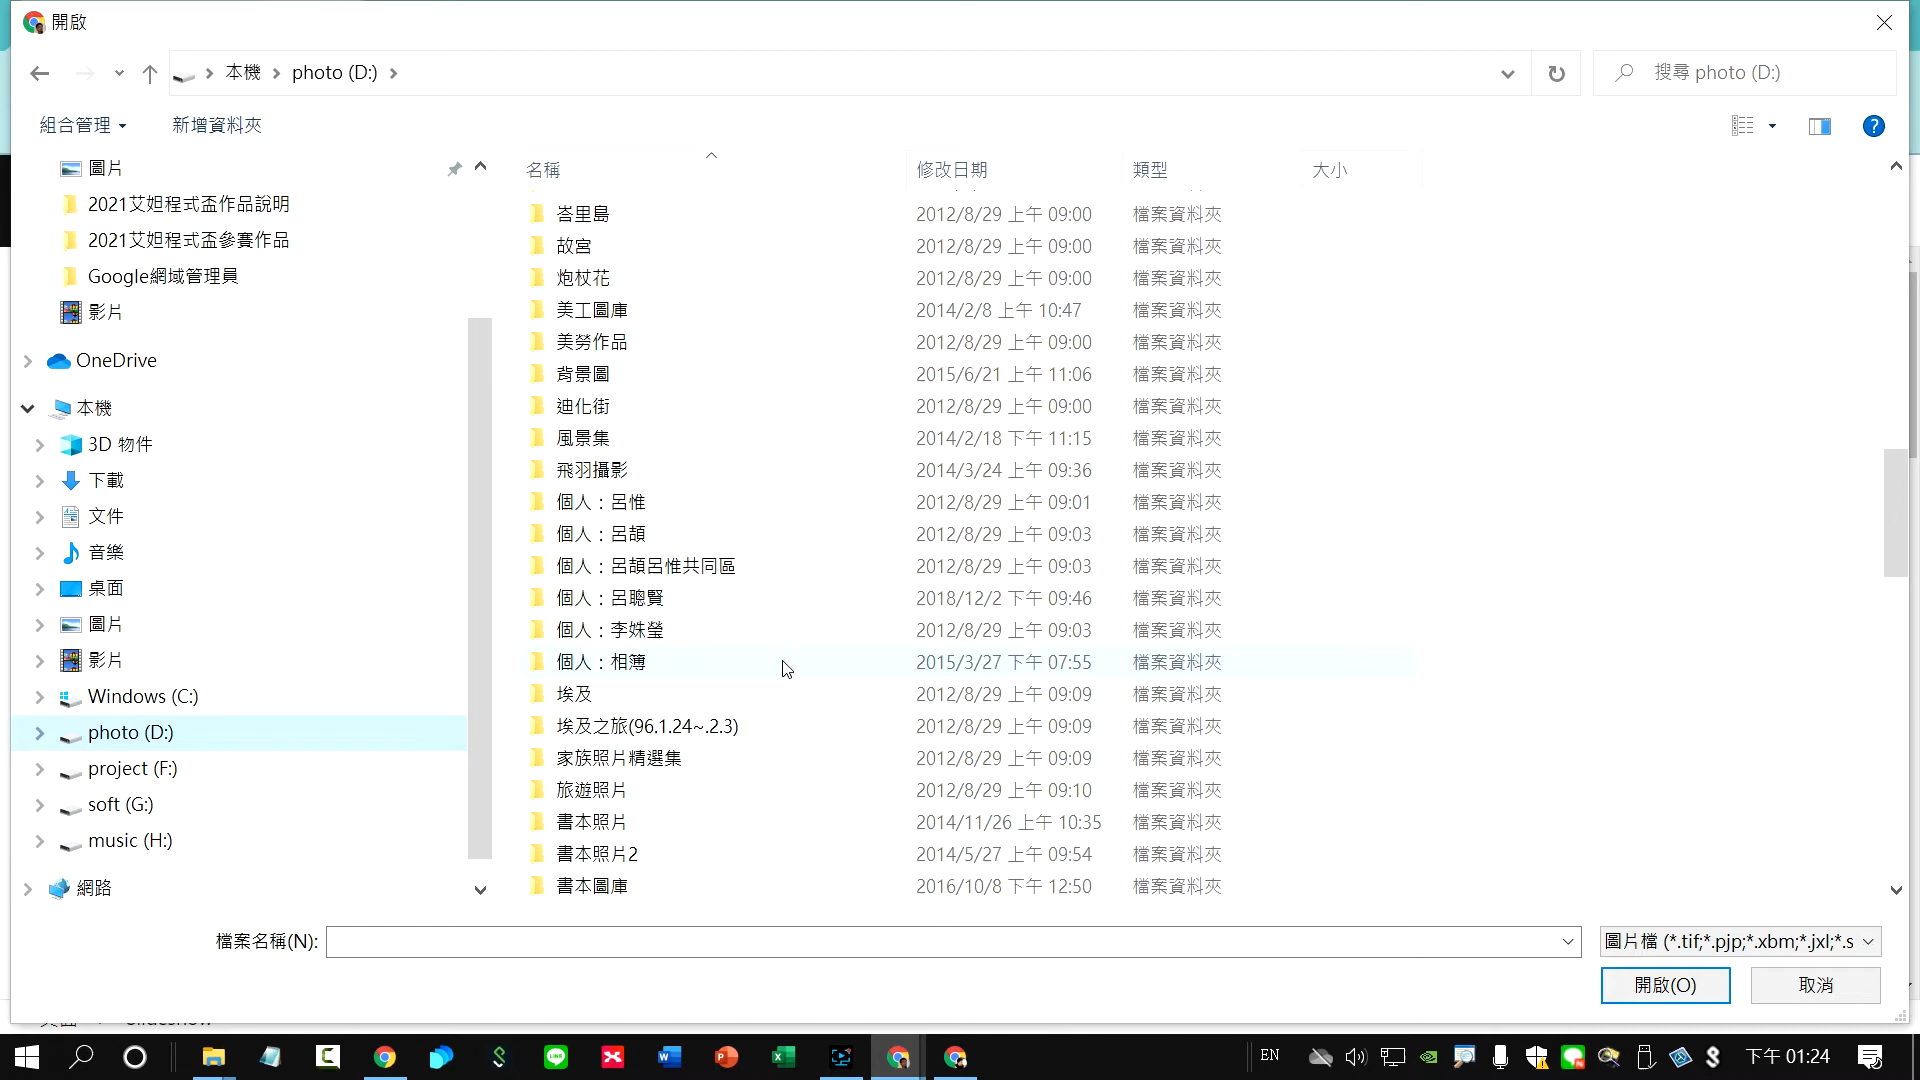 開啟
本機
photo (D:)
搜尋 photo (D:)
組合管理
新增資料夾
圖片
2021艾妲程式盃作品說明
2021艾妲程式盃參賽作品
Google網域管理員
影片
OneDrive
本機
3D 物件
下載
文件
音樂
桌面
圖片
影片
Windows (C:)
photo (D:)
project (F:)
soft (G:)
music (H:)
網路
名稱 修改日期 類型 大小
峇里島 2012/8/29 上午 09:00 檔案資料夾
故宮 2012/8/29 上午 09:00 檔案資料夾
炮杖花 2012/8/29 上午 09:00 檔案資料夾
美工圖庫 2014/2/8 上午 10:47 檔案資料夾
美勞作品 2012/8/29 上午 09:00 檔案資料夾
背景圖 2015/6/21 上午 11:06 檔案資料夾
迪化街 2012/8/29 上午 09:00 檔案資料夾
風景集 2014/2/18 下午 11:15 檔案資料夾
飛羽攝影 2014/3/24 上午 09:36 檔案資料夾
個人：呂惟 2012/8/29 上午 09:01 檔案資料夾
個人：呂頡 2012/8/29 上午 09:03 檔案資料夾
個人：呂頡呂惟共同區 2012/8/29 上午 09:03 檔案資料夾
個人：呂聰賢 2018/12/2 下午 09:46 檔案資料夾
個人：李姝瑩 2012/8/29 上午 09:03 檔案資料夾
個人：相簿 2015/3/27 下午 07:55 檔案資料夾
埃及 2012/8/29 上午 09:09 檔案資料夾
埃及之旅(96.1.24~.2.3) 2012/8/29 上午 09:09 檔案資料夾
家族照片精選集 2012/8/29 上午 09:09 檔案資料夾
旅遊照片 2012/8/29 上午 09:10 檔案資料夾
書本照片 2014/11/26 上午 10:35 檔案資料夾
書本照片2 2014/5/27 上午 09:54 檔案資料夾
書本圖庫 2016/10/8 下午 12:50 檔案資料夾
檔案名稱(N):
圖片檔 (*.tif;*.pjp;*.xbm;*.jxl;*.s
開啟(O)
取消
EN
下午 01:24